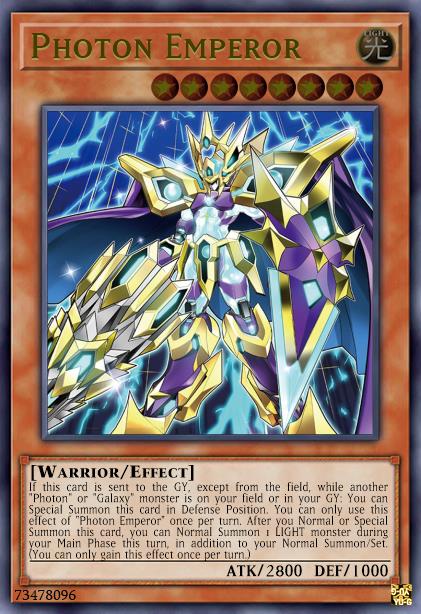 PHOTON EMPEROR
LIGHT
光
[WARRIOR/EFFECT]
If this card is sent to the GY, except from the field, while another
"Photon" or "Galaxy" monster is on your field or in your GY: You can
Special Summon this card in Defense Position. You can only use this
effect of "Photon Emperor" once per turn. After you Normal or Special
Summon this card, you can Normal Summon 1 LIGHT monster during
your Main Phase this turn, in addition to your Normal Summon/Set.
(You can only gain this effect once per turn.)
ATK/2800 DEF/1000
73478096